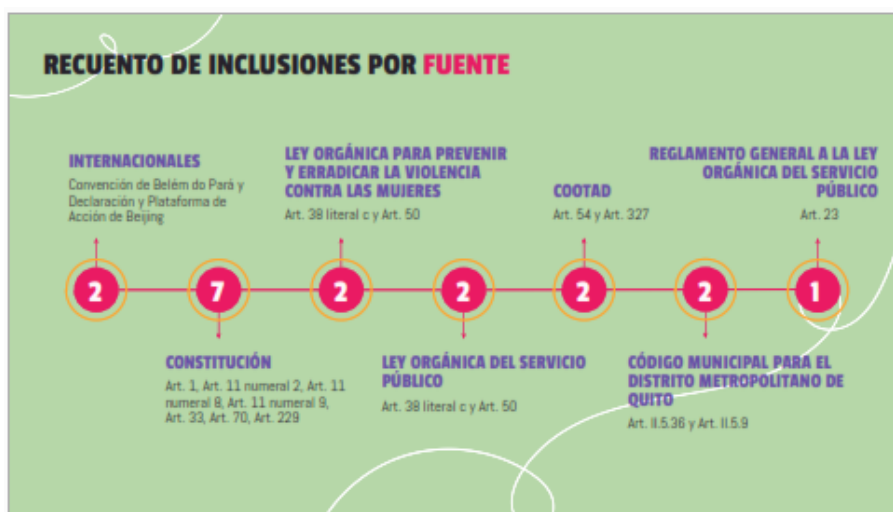 RECUENTO DE INCLUSIONES POR FUENTE
INTERNACIONALES
Convención de Belém do Pará y
Declaración y Plataforma de
Acción de Beijing
LEY ORGÁNICA PARA PREVENIR
Y ERRADICAR LA VIOLENCIA
CONTRA LAS MUJERES
Art. 38 literal c y Art. 50
COOTAD
Art. 54 y Art. 327
REGLAMENTO GENERAL A LA LEY
ORGÁNICA DEL SERVICIO
PÚBLICO
Art. 23
2
7
2
2
2
2
1
CONSTITUCIÓN
Art. 1, Art. 11 numeral 2, Art. 11
numeral 8, Art. 11 numeral 9,
Art. 33, Art. 70, Art. 229
LEY ORGÁNICA DEL SERVICIO
PÚBLICO
Art. 38 literal c y Art. 50
CÓDIGO MUNICIPAL PARA EL
DISTRITO METROPOLITANO DE
QUITO
Art. II.5.36 y Art. II.5.9